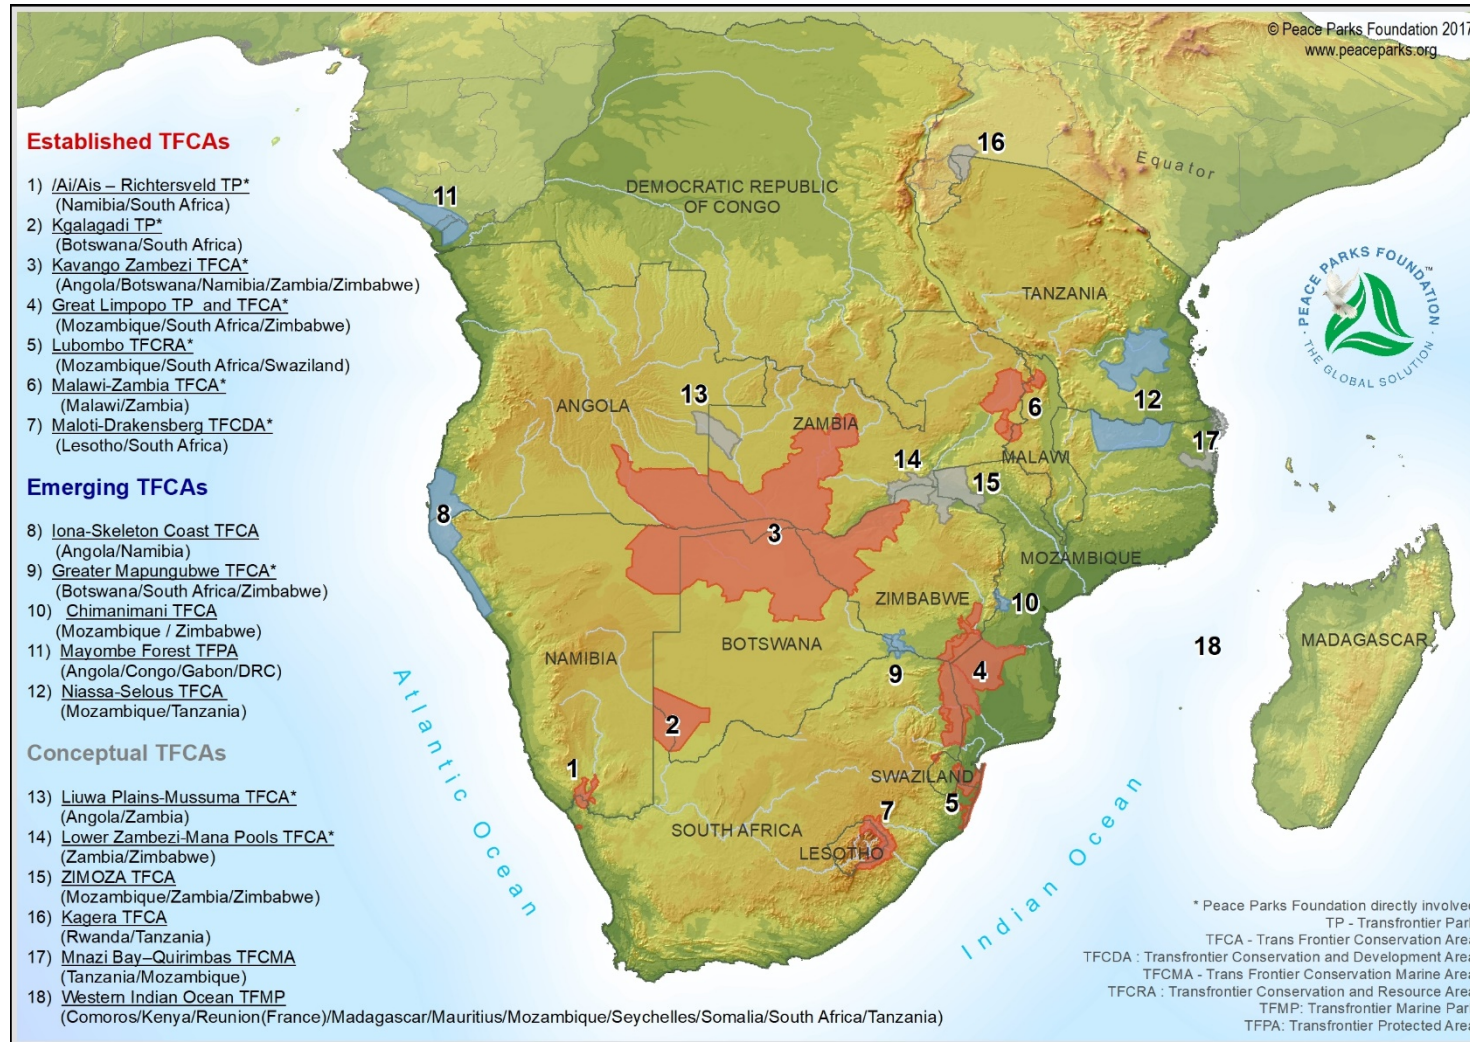 © Peace Parks Foundation 2017
www.peaceparks.org
Established TFCAs
1) /Ai/Ais – Richtersveld TP*
(Namibia/South Africa)
2) Kgalagadi TP*
(Botswana/South Africa)
3) Kavango Zambezi TFCA*
(Angola/Botswana/Namibia/Zambia/Zimbabwe)
4) Great Limpopo TP and TFCA*
(Mozambique/South Africa/Zimbabwe)
5) Lubombo TFCRA*
(Mozambique/South Africa/Swaziland)
6) Malawi-Zambia TFCA*
(Malawi/Zambia)
7) Maloti-Drakensberg TFCDA*
(Lesotho/South Africa)
Emerging TFCAs
8) Iona-Skeleton Coast TFCA
(Angola/Namibia)
9) Greater Mapungubwe TFCA*
(Botswana/South Africa/Zimbabwe)
10) Chimanimani TFCA
(Mozambique / Zimbabwe)
11) Mayombe Forest TFPA
(Angola/Congo/Gabon/DRC)
12) Niassa-Selous TFCA
(Mozambique/Tanzania)
Conceptual TFCAs
13) Liuwa Plains-Mussuma TFCA*
(Angola/Zambia)
14) Lower Zambezi-Mana Pools TFCA*
(Zambia/Zimbabwe)
15) ZIMOZA TFCA
(Mozambique/Zambia/Zimbabwe)
16) Kagera TFCA
(Rwanda/Tanzania)
17) Mnazi Bay–Quirimbas TFCMA
(Tanzania/Mozambique)
18) Western Indian Ocean TFMP
(Comoros/Kenya/Reunion(France)/Madagascar/Mauritius/Mozambique/Seychelles/Somalia/South Africa/Tanzania)
16
Equator
11
DEMOCRATIC REPUBLIC
OF CONGO
TANZANIA
PEACE PARKS FOUNDATION™
· THE GLOBAL SOLUTION ·
13
ANGOLA
ZAMBIA
6
12
14
MALAWI
17
15
8
3
MOZAMBIQUE
ZIMBABWE
10
NAMIBIA
BOTSWANA
9
4
18
MADAGASCAR
2
1
SWAZILAND
5
7
SOUTH AFRICA
LESOTHO
Atlantic Ocean
Indian Ocean
* Peace Parks Foundation directly involve
TP - Transfrontier Par
TFCA - Trans Frontier Conservation Are
TFCDA : Transfrontier Conservation and Development Are
TFCMA - Trans Frontier Conservation Marine Are
TFCRA : Transfrontier Conservation and Resource Are
TFMP: Transfrontier Marine Par
TFPA: Transfrontier Protected Are